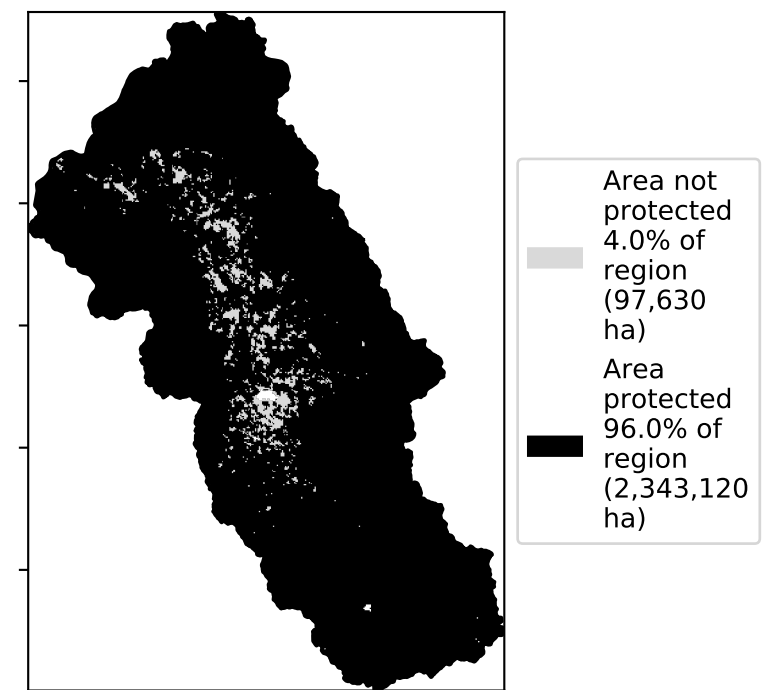 Area not
protected
4.0% of
region
(97,630
ha)
Area
protected
96.0% of
region
(2,343,120
ha)